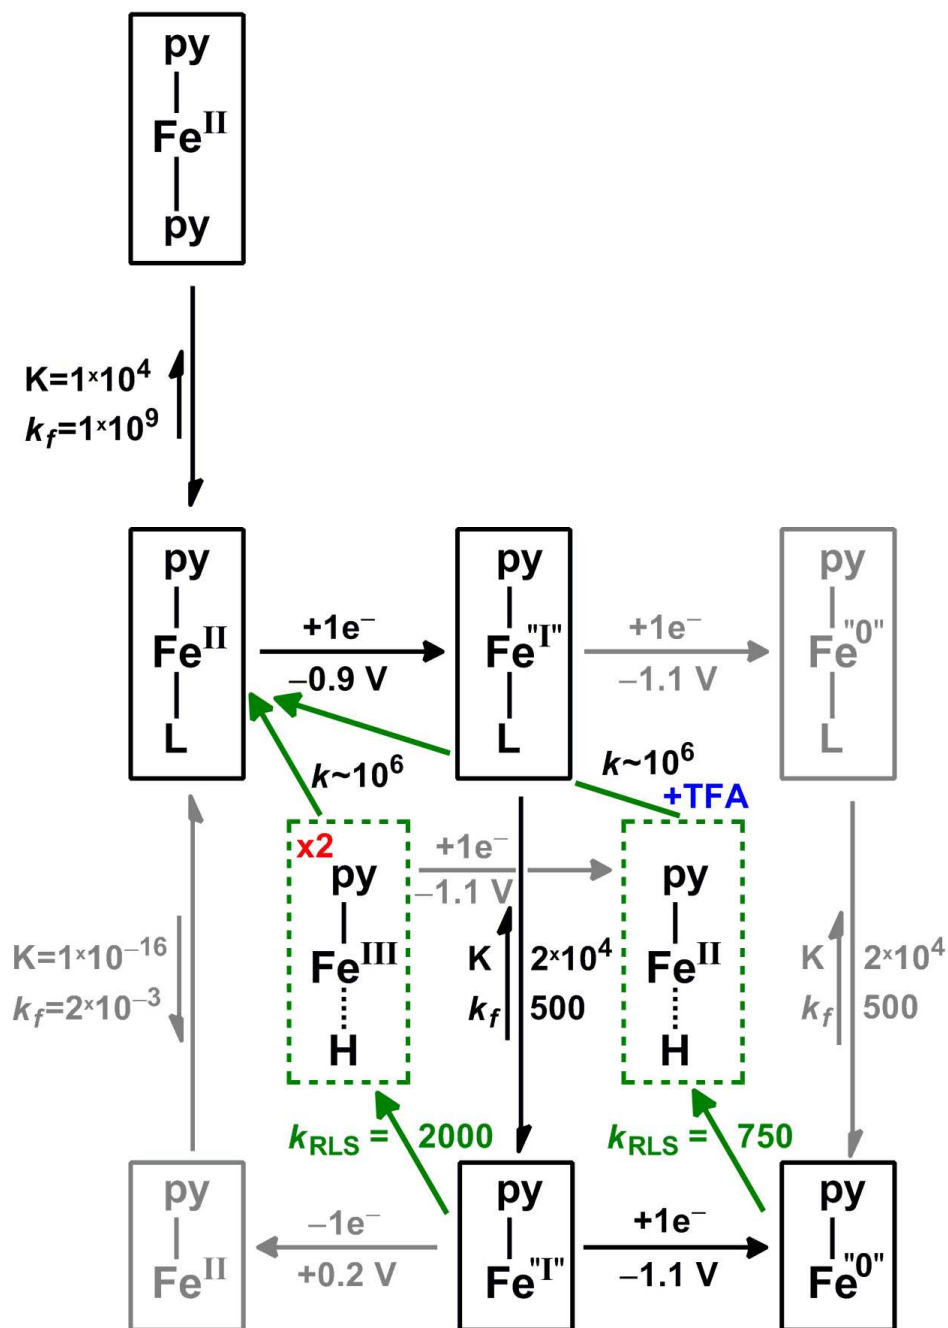 py
Fe^II
py
K=1×10^4
k_f=1×10^9
py
Fe^II
L
+1e^−
−0.9 V
py
Fe^"I"
L
+1e^−
−1.1 V
py
Fe^"0"
L
k~10^6
k~10^6
+TFA
x2
py
Fe^III
H
+1e^−
−1.1 V
py
Fe^II
H
K=1×10^−16
k_f=2×10^−3
K 2×10^4
k_f 500
K 2×10^4
k_f 500
k_RLS = 2000
k_RLS = 750
py
Fe^II
−1e^−
+0.2 V
py
Fe^"I"
+1e^−
−1.1 V
py
Fe^"0"